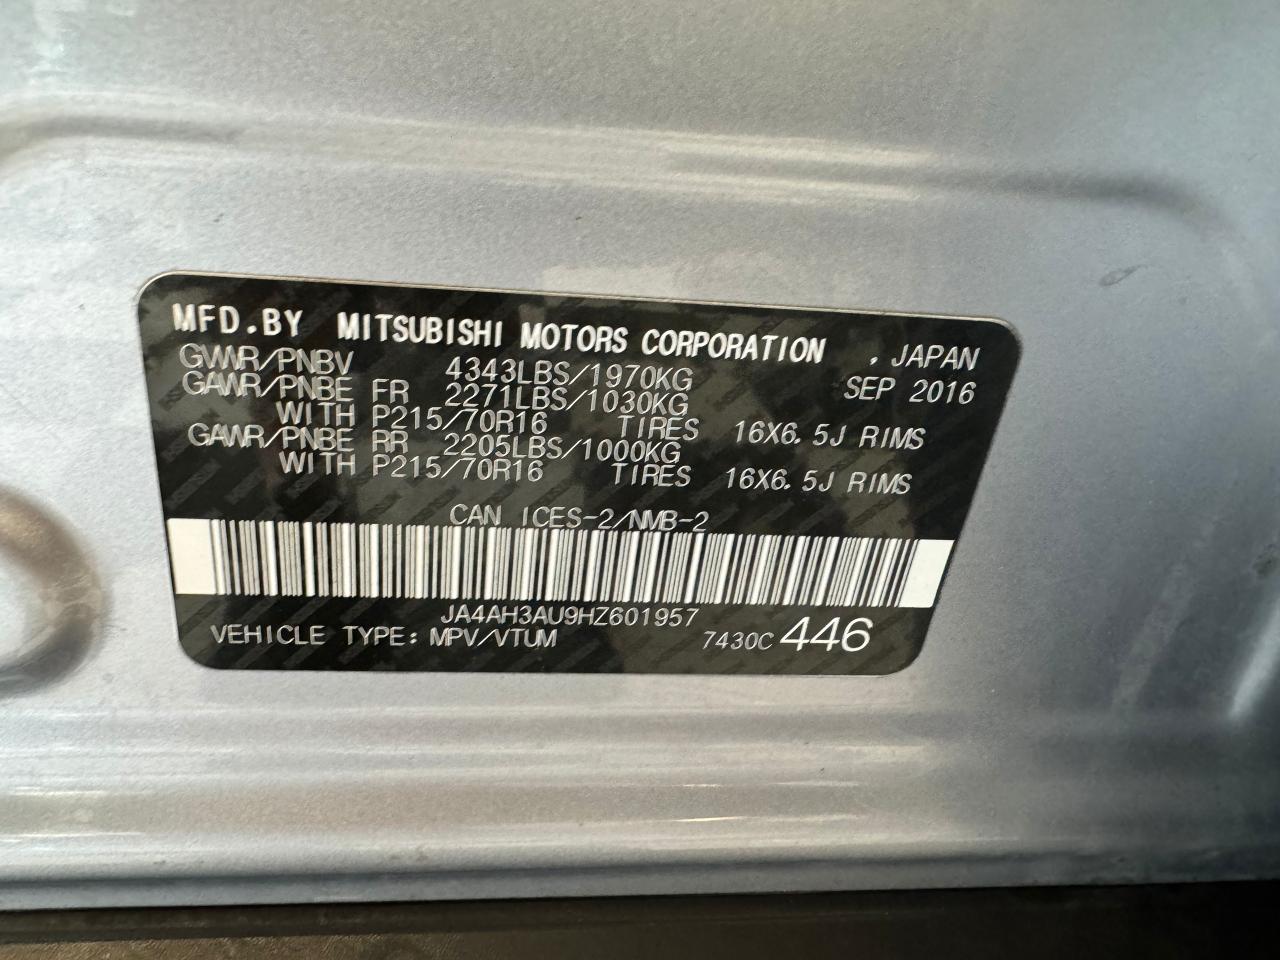 MFD.BY MITSUBISHI MOTORS CORPORATION , JAPAN
GVWR/PNBV 4343LBS/1970KG SEP 2016
GAWR/PNBE FR 2271LBS/1030KG
WITH P215/70R16 TIRES 16X6.5J RIMS
GAWR/PNBE RR 2205LBS/1000KG
WITH P215/70R16 TIRES 16X6.5J RIMS
CAN ICES-2/NMB-2
JA4AH3AU9HZ601957
VEHICLE TYPE: MPV/VTUM 7430C 446